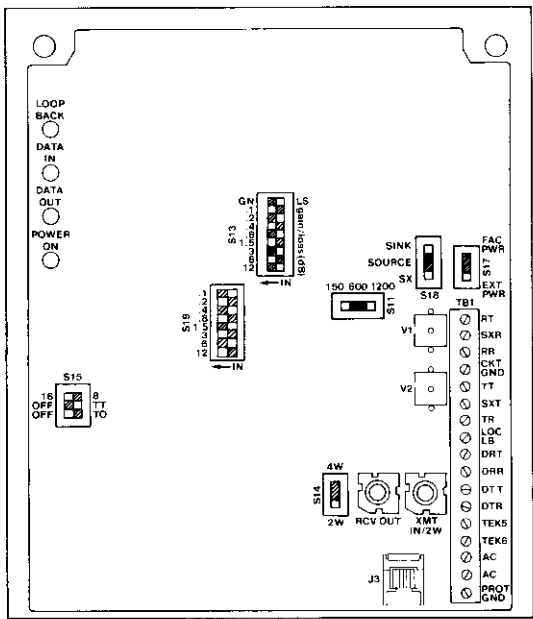 LOOP
BACK
DATA
IN
DATA
OUT
POWER
ON
GN LS
.1
.2
.4
.8
1.5
3
6
12
S13
gain/loss(dB)
← IN
.1
.2
.4
.8
1.5
3
6
12
S19
← IN
S15
16 8
OFF TT
OFF TO
SINK
SOURCE
SX
S18
FAC
PWR
S17
EXT
PWR
150 600 1200
S11
V1
V2
TB1
RT
SXR
RR
CKT
GND
TT
SXT
TR
LOC
LB
DRT
DRR
DTT
DTR
TEK5
TEK6
AC
AC
PROT
GND
4W
S14
2W
RCV OUT
XMT
IN/2W
J3